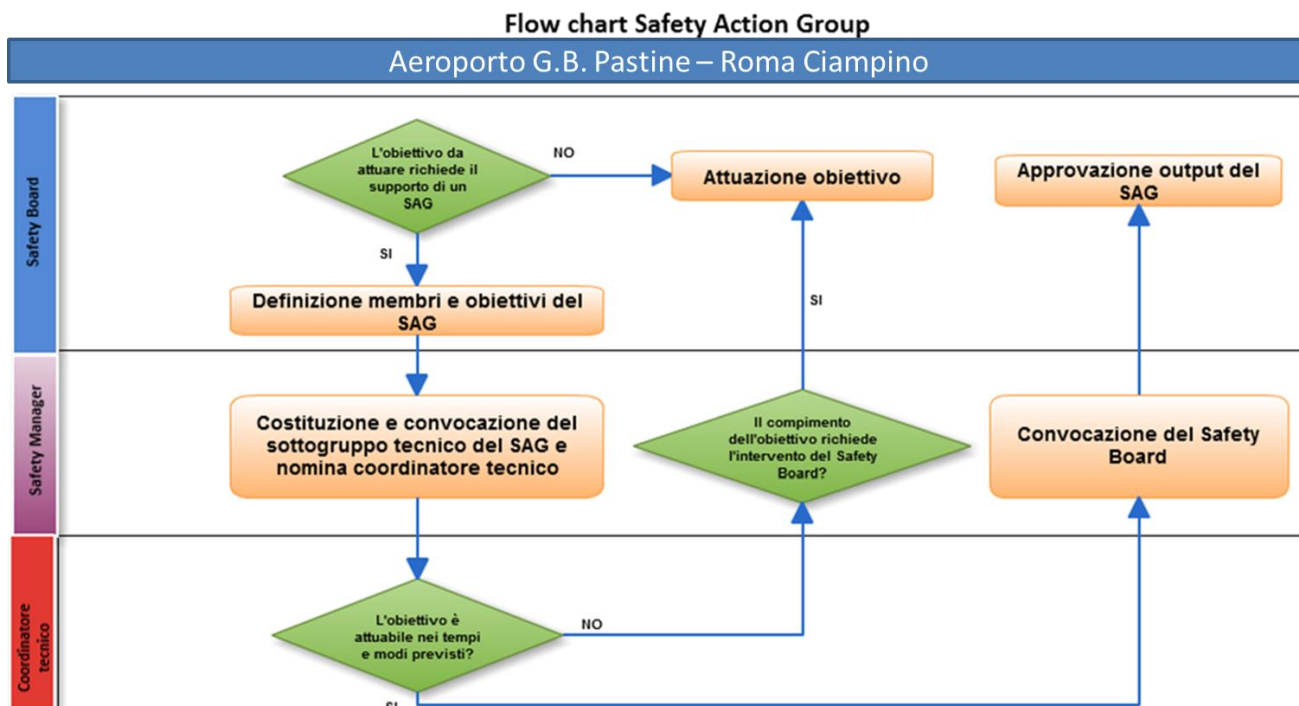 Flow chart Safety Action Group
Aeroporto G.B. Pastine – Roma Ciampino
Safety Board
L'obiettivo da
attuare richiede il
supporto di un
SAG
NO
Attuazione obiettivo
Approvazione output del
SAG
SI
Definizione membri e obiettivi del
SAG
SI
Safety Manager
Costituzione e convocazione del
sottogruppo tecnico del SAG e
nomina coordinatore tecnico
Il compimento
dell'obiettivo richiede
l'intervento del Safety
Board?
Convocazione del Safety
Board
Coordinatore
tecnico
L'obiettivo è
attuabile nei tempi
e modi previsti?
NO
SI